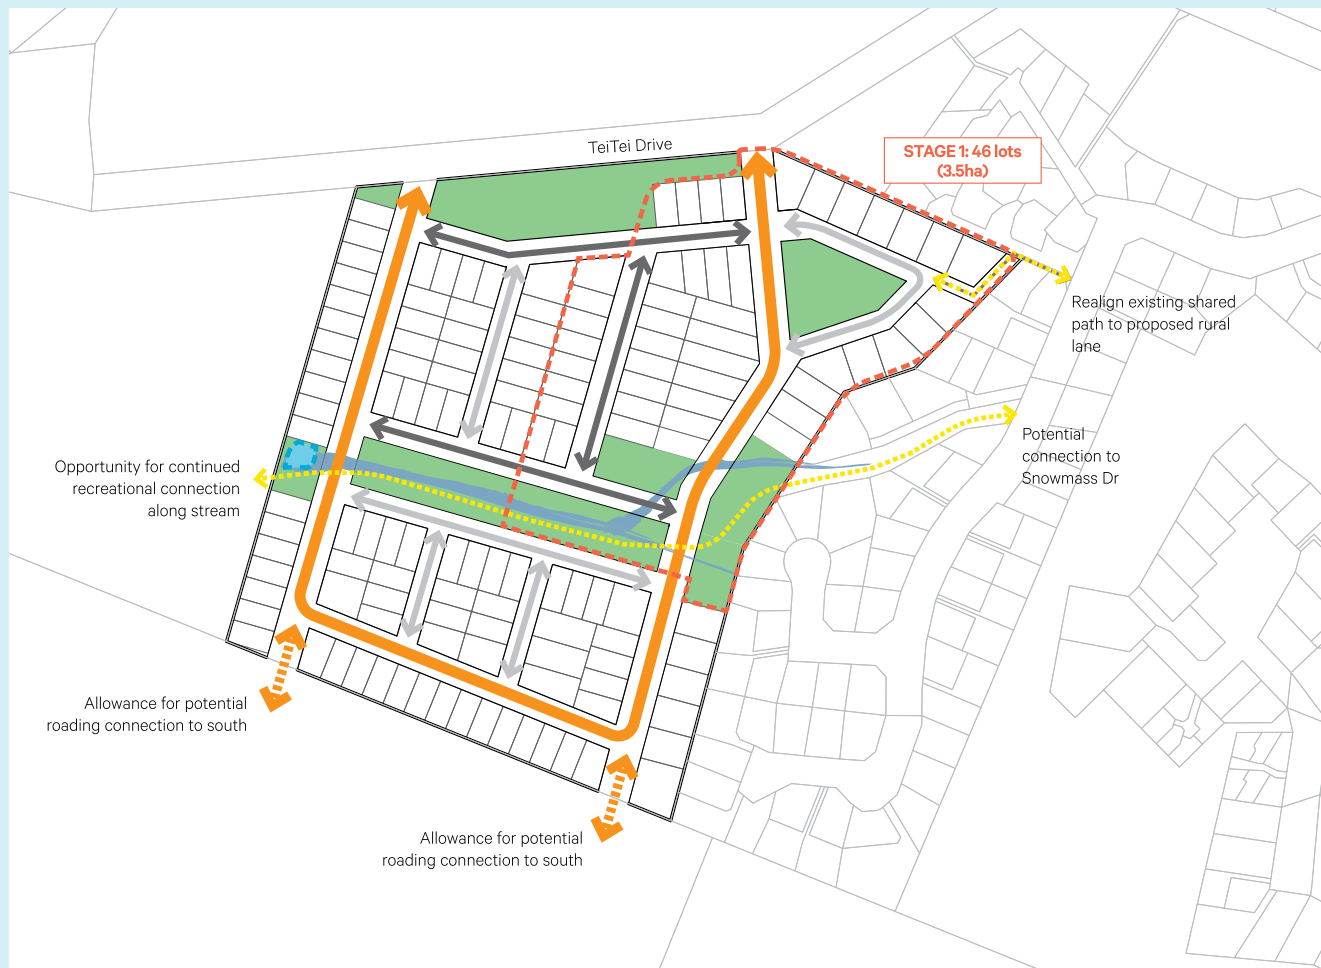 TeiTei Drive
STAGE 1: 46 lots
(3.5ha)
Realign existing shared
path to proposed rural
lane
Potential
connection to
Snowmass Dr
Opportunity for continued
recreational connection
along stream
Allowance for potential
roading connection to south
Allowance for potential
roading connection to south